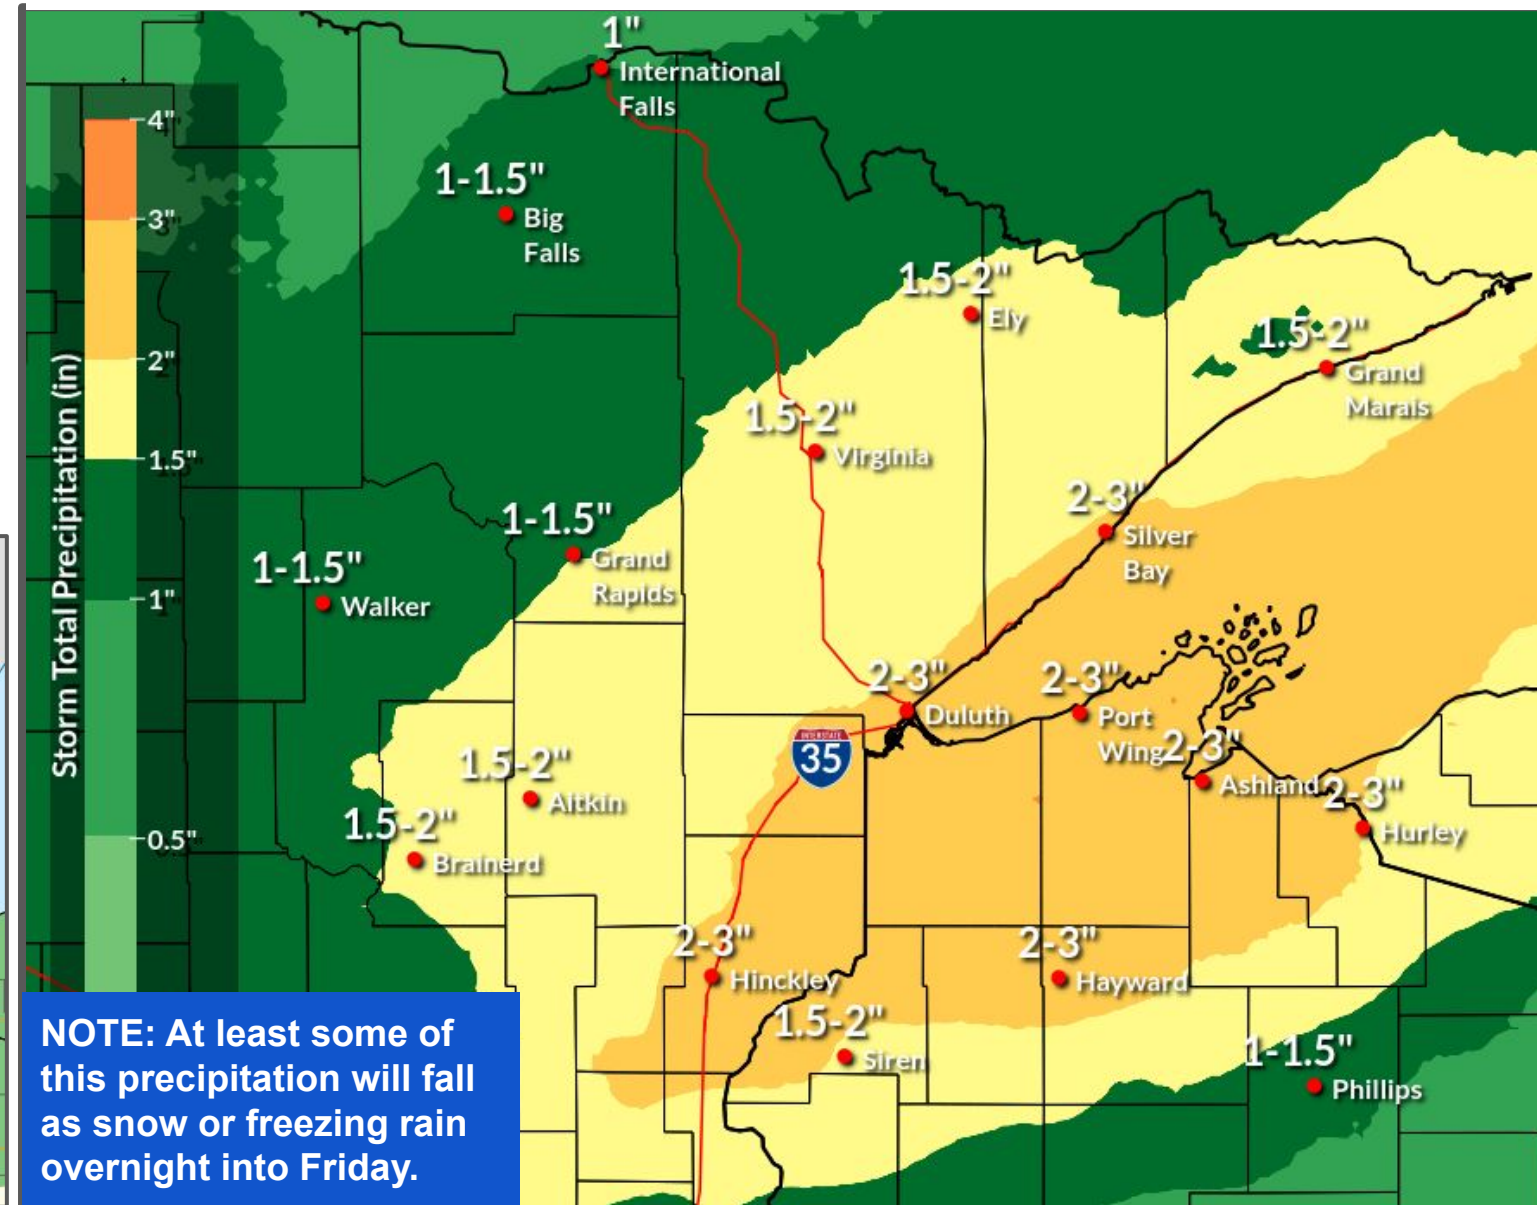 1"
International
Falls
4"
1-1.5"
3"
Big
Falls
1.5-2"
Ely
1.5-2"
Grand
Marais
2"
1.5-2"
Virginia
1.5"
2-3"
Silver
Bay
1-1.5"
Grand
Rapids
1-1.5"
Walker
1"
Storm Total Precipitation (in)
2-3"
Duluth
2-3"
Port
Wing
INTERSTATE
35
2-3"
Ashland
1.5-2"
Aitkin
2-3"
Hurley
0.5"
1.5-2"
Brainerd
2-3"
Hinckley
2-3"
Hayward
1.5-2"
Siren
1-1.5"
Phillips
NOTE: At least some of
this precipitation will fall
as snow or freezing rain
overnight into Friday.